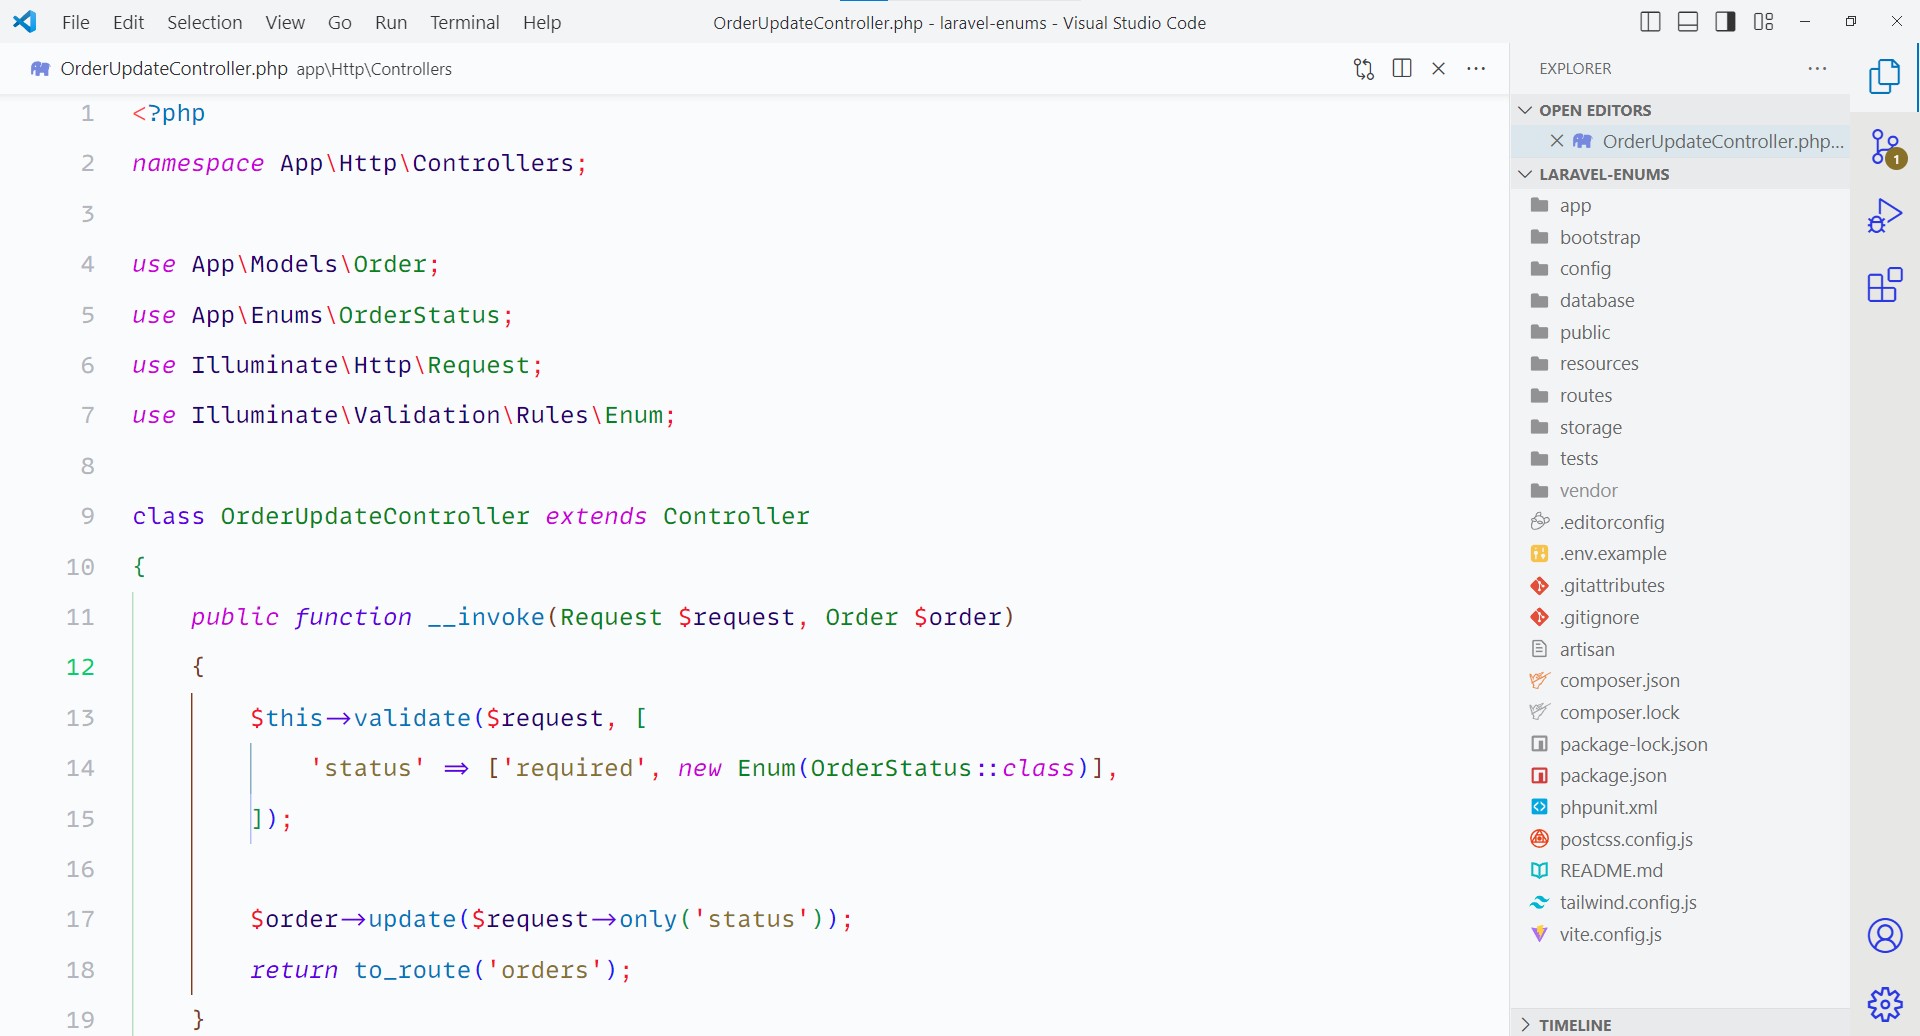 File Edit Selection View Go Run Terminal Help
OrderUpdateController.php - laravel-enums - Visual Studio Code
OrderUpdateController.php app\Http\Controllers
1 <?php
2 namespace App\Http\Controllers;
3
4 use App\Models\Order;
5 use App\Enums\OrderStatus;
6 use Illuminate\Http\Request;
7 use Illuminate\Validation\Rules\Enum;
8
9 class OrderUpdateController extends Controller
10 {
11 public function __invoke(Request $request, Order $order)
12 {
13 $this->validate($request, [
14 'status' => ['required', new Enum(OrderStatus::class)],
15 ]);
16
17 $order->update($request->only('status'));
18 return to_route('orders');
19 }
EXPLORER
OPEN EDITORS
OrderUpdateController.php...
LARAVEL-ENUMS
app
bootstrap
config
database
public
resources
routes
storage
tests
vendor
.editorconfig
.env.example
.gitattributes
.gitignore
artisan
composer.json
composer.lock
package-lock.json
package.json
phpunit.xml
postcss.config.js
README.md
tailwind.config.js
vite.config.js
TIMELINE
1